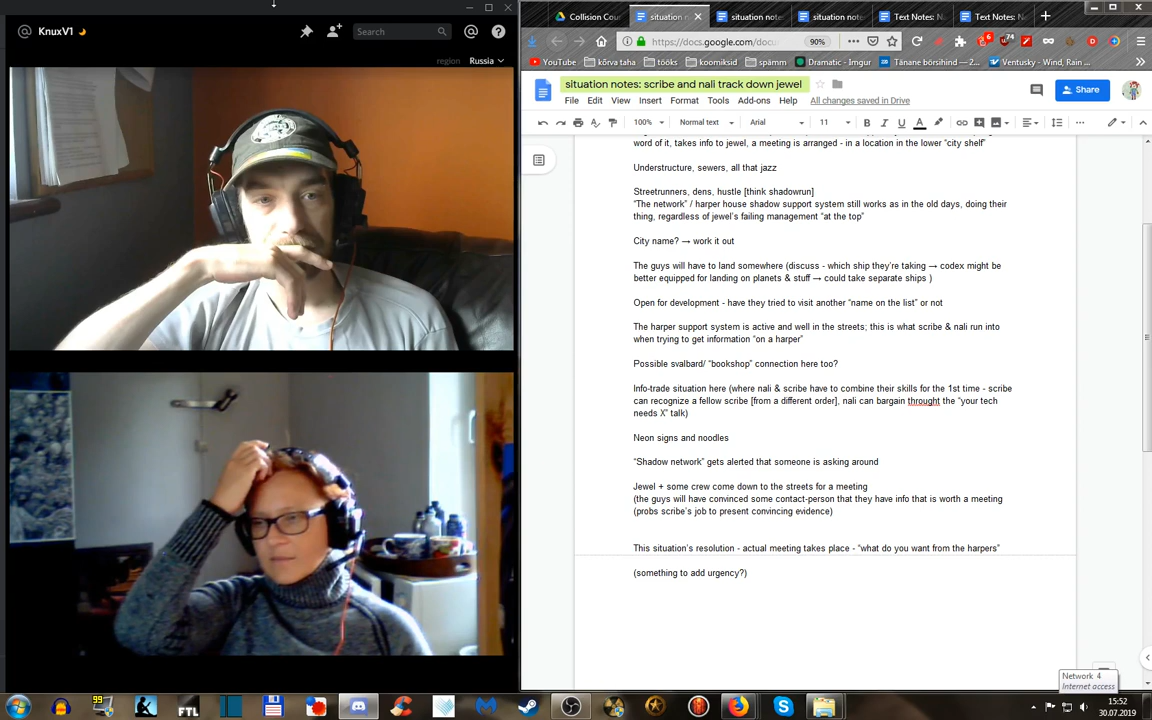 KnuxV1
Search
region Russia
Collision Cou
situation n
situation note
situation note
Text Notes: N
Text Notes: N
https://docs.google.com/docu
90%
6
74
YouTube
kõrva taha
tööks
koomiksid
spämm
Dramatic - Imgur
Tänane börsihind — 2...
Ventusky - Wind, Rain ...
situation notes: scribe and nali track down jewel
File Edit View Insert Format Tools Add-ons Help All changes saved in Drive
Share
100% Normal text Arial 11
word of it, takes info to jewel, a meeting is arranged - in a location in the lower “city shelf”
Understructure, sewers, all that jazz
Streetrunners, dens, hustle [think shadowrun]
“The network” / harper house shadow support system still works as in the old days, doing their
thing, regardless of jewel’s failing management “at the top”
City name? → work it out
The guys will have to land somewhere (discuss - which ship they’re taking → codex might be
better equipped for landing on planets & stuff → could take separate ships )
Open for development - have they tried to visit another “name on the list” or not
The harper support system is active and well in the streets; this is what scribe & nali run into
when trying to get information “on a harper”
Possible svalbard/ “bookshop” connection here too?
Info-trade situation here (where nali & scribe have to combine their skills for the 1st time - scribe
can recognize a fellow scribe [from a different order], nali can bargain throught the “your tech
needs X” talk)
Neon signs and noodles
“Shadow network” gets alerted that someone is asking around
Jewel + some crew come down to the streets for a meeting
(the guys will have convinced some contact-person that they have info that is worth a meeting
(probs scribe’s job to present convincing evidence)
This situation’s resolution - actual meeting takes place - “what do you want from the harpers”
(something to add urgency?)
Network 4
Internet access
99
FTL
15:52
30.07.2019